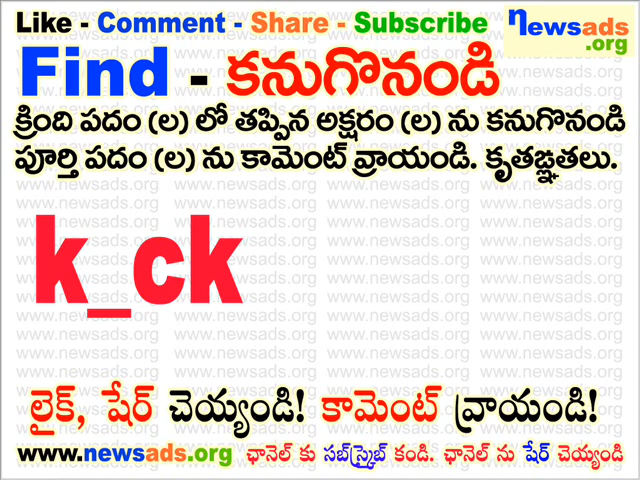 Like - Comment - Share - Subscribe
newsads
.org
Find - కనుగొనండి
క్రింది పదం (ల) లో తప్పిన అక్షరం (ల) ను కనుగొనండి
పూర్తి పదం (ల) ను కామెంట్ వ్రాయండి. కృతఙ్ఞతలు.
k_ck
లైక్, షేర్ చెయ్యండి! కామెంట్ వ్రాయండి!
www.newsads.org ఛానెల్ కు సబ్‌స్క్రైబ్ కండి. ఛానెల్ ను షేర్ చెయ్యండి